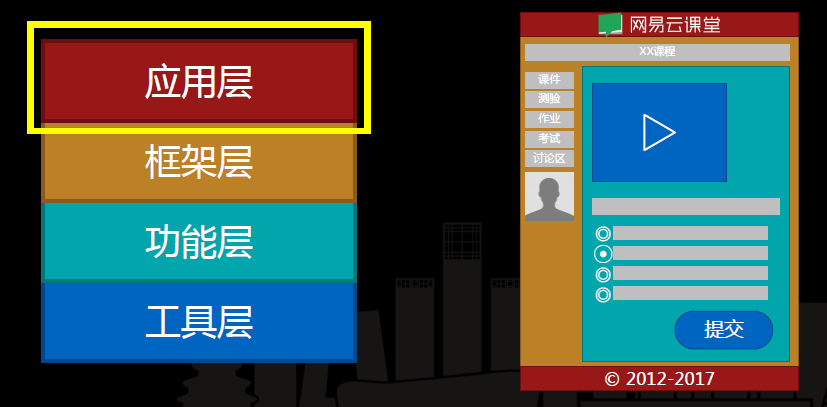 应用层
框架层
功能层
工具层
网易云课堂
XX课程
课件
测验
作业
考试
讨论区
提交
© 2012-2017